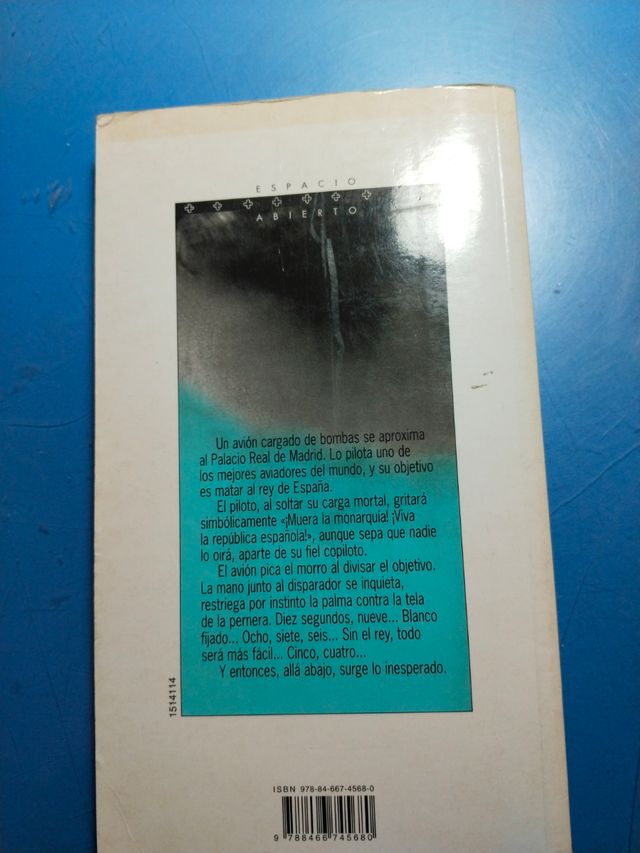 ESPACIO
ABIERTO
Un avión cargado de bombas se aproxima
al Palacio Real de Madrid. Lo pilota uno de
los mejores aviadores del mundo, y su objetivo
es matar al rey de España.
El piloto, al soltar su carga mortal, gritará
simbólicamente «¡Muera la monarquía! ¡Viva
la república española!», aunque sepa que nadie
lo oirá, aparte de su fiel copiloto.
El avión pica el morro al divisar el objetivo.
La mano junto al disparador se inquieta,
restriega por instinto la palma contra la tela
de la pernera. Diez segundos, nueve... Blanco
fijado... Ocho, siete, seis... Sin el rey, todo
será más fácil... Cinco, cuatro...
Y entonces, allá abajo, surge lo inesperado.
1514114
ISBN 978-84-667-4568-0
9 788466 745680